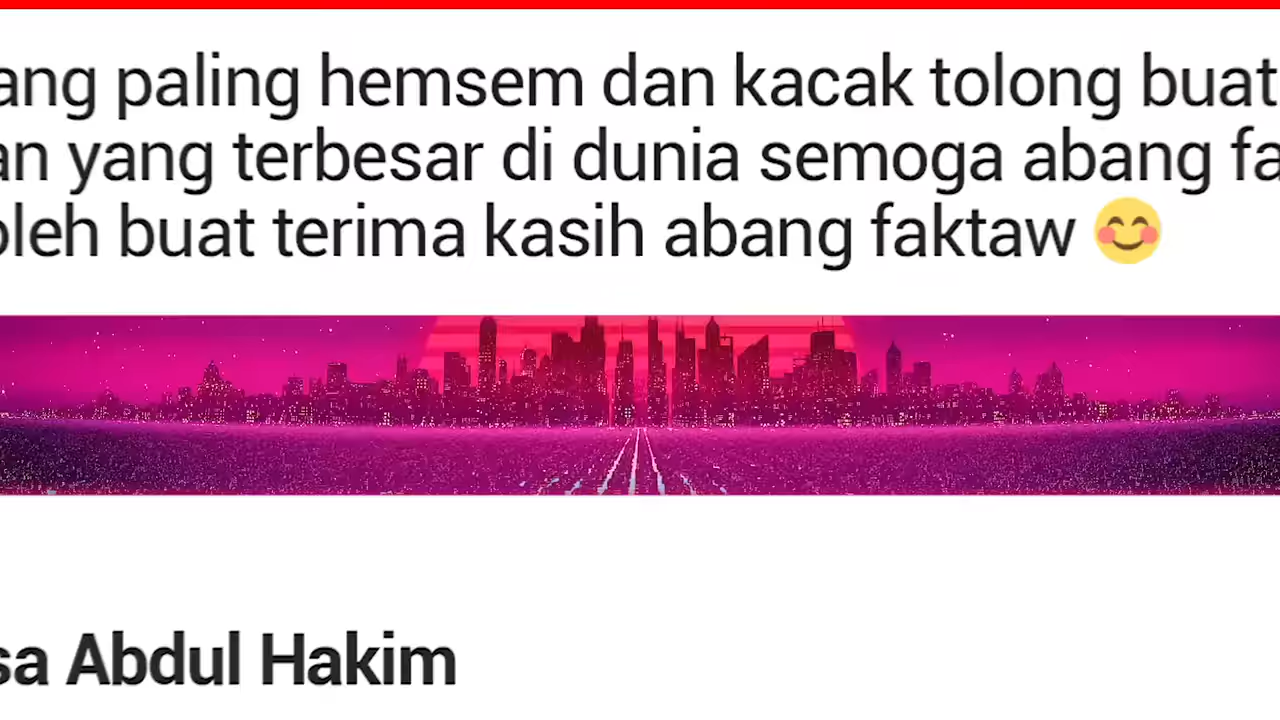 ang paling hemsem dan kacak tolong buat
an yang terbesar di dunia semoga abang fa
oleh buat terima kasih abang faktaw 😊
sa Abdul Hakim